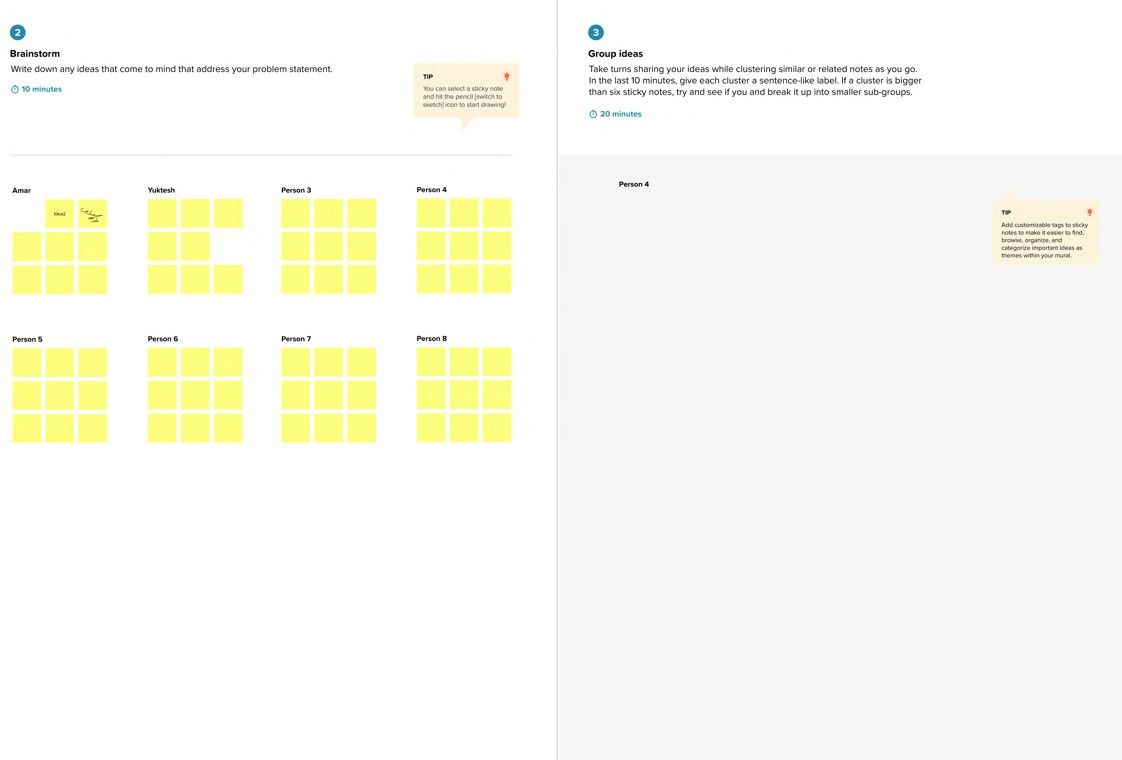 2
Brainstorm
Write down any ideas that come to mind that address your problem statement.
10 minutes
TIP
You can select a sticky note
and hit the pencil [switch to
sketch] icon to start drawing!
Amar
Yuktesh
Person 3
Person 4
Idea2
Person 5
Person 6
Person 7
Person 8
3
Group ideas
Take turns sharing your ideas while clustering similar or related notes as you go.
In the last 10 minutes, give each cluster a sentence-like label. If a cluster is bigger
than six sticky notes, try and see if you and break it up into smaller sub-groups.
20 minutes
Person 4
TIP
Add customizable tags to sticky
notes to make it easier to find,
browse, organize, and
categorize important ideas as
themes within your mural.